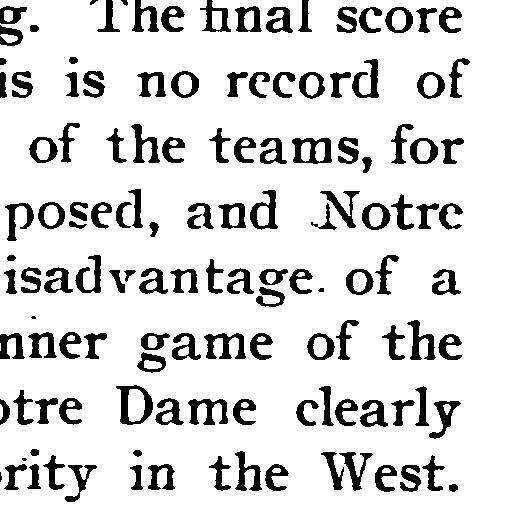 g. The final score
is is no record of
of the teams, for
posed, and Notre
isadvantage. of a
nner game of the
otre Dame clearly
rity in the West.